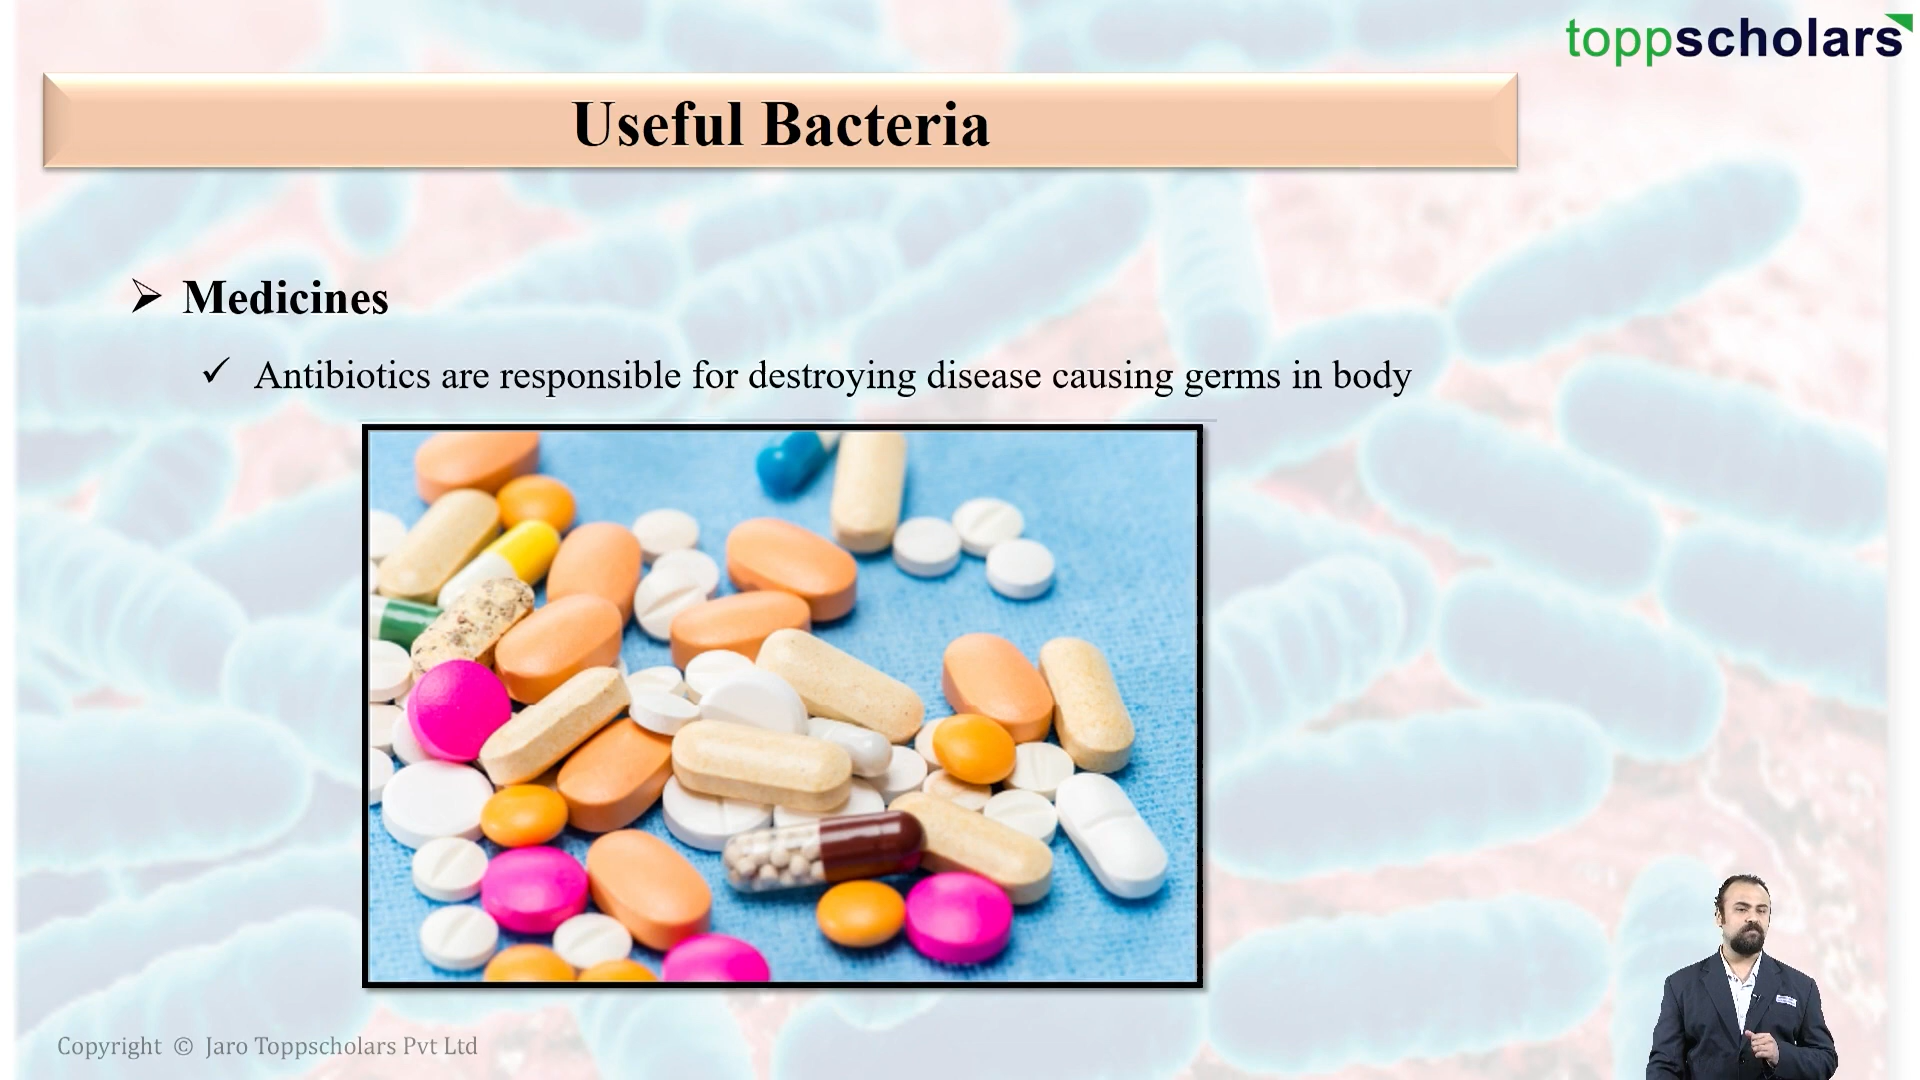 toppscholars
Useful Bacteria
Medicines
Antibiotics are responsible for destroying disease causing germs in body
Copyright © Jaro Toppscholars Pvt Ltd